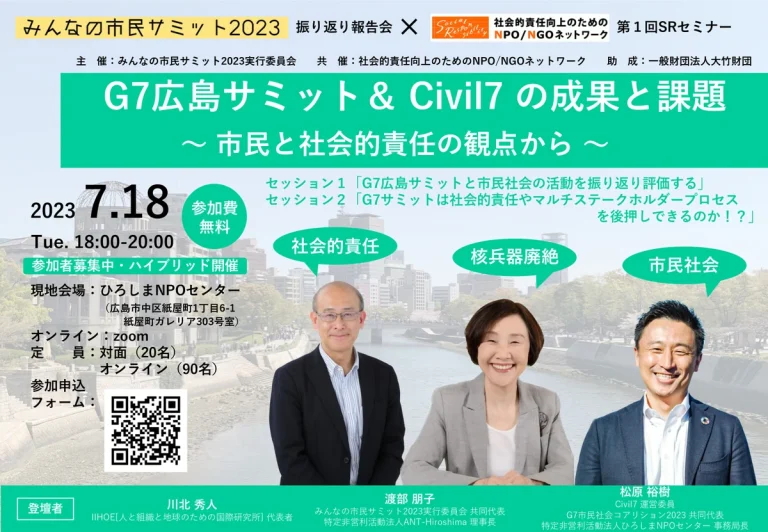 みんなの市民サミット2023 振り返り報告会 × Social Responsibility 社会的責任向上のための NPO/NGOネットワーク 第１回SRセミナー
主　催：みんなの市民サミット2023実行委員会　共　催：社会的責任向上のためのNPO/NGOネットワーク　助　成：一般財団法人大竹財団
G7広島サミット＆ Civil7 の成果と課題
～ 市民と社会的責任の観点から ～
セッション１「G7広島サミットと市民社会の活動を振り返り評価する」
セッション２「G7サミットは社会的責任やマルチステークホルダープロセス
を後押しできるのか！？」
2023 7.18
Tue. 18:00-20:00
参加費
無料
参加者募集中・ハイブリッド開催
現地会場：ひろしまNPOセンター
（広島市中区紙屋町1丁目6-1
紙屋町ガレリア303号室）
オンライン：zoom
定　員：対面（20名）
オンライン（90名）
参加申込
フォーム：
社会的責任
核兵器廃絶
市民社会
登壇者
川北 秀人
IIHOE[人と組織と地球のための国際研究所] 代表者
渡部 朋子
みんなの市民サミット2023実行委員会 共同代表
特定非営利活動法人ANT-Hiroshima 理事長
松原 裕樹
Civil7 運営委員
G7市民社会コアリション2023 共同代表
特定非営利活動法人ひろしまNPOセンター 事務局長